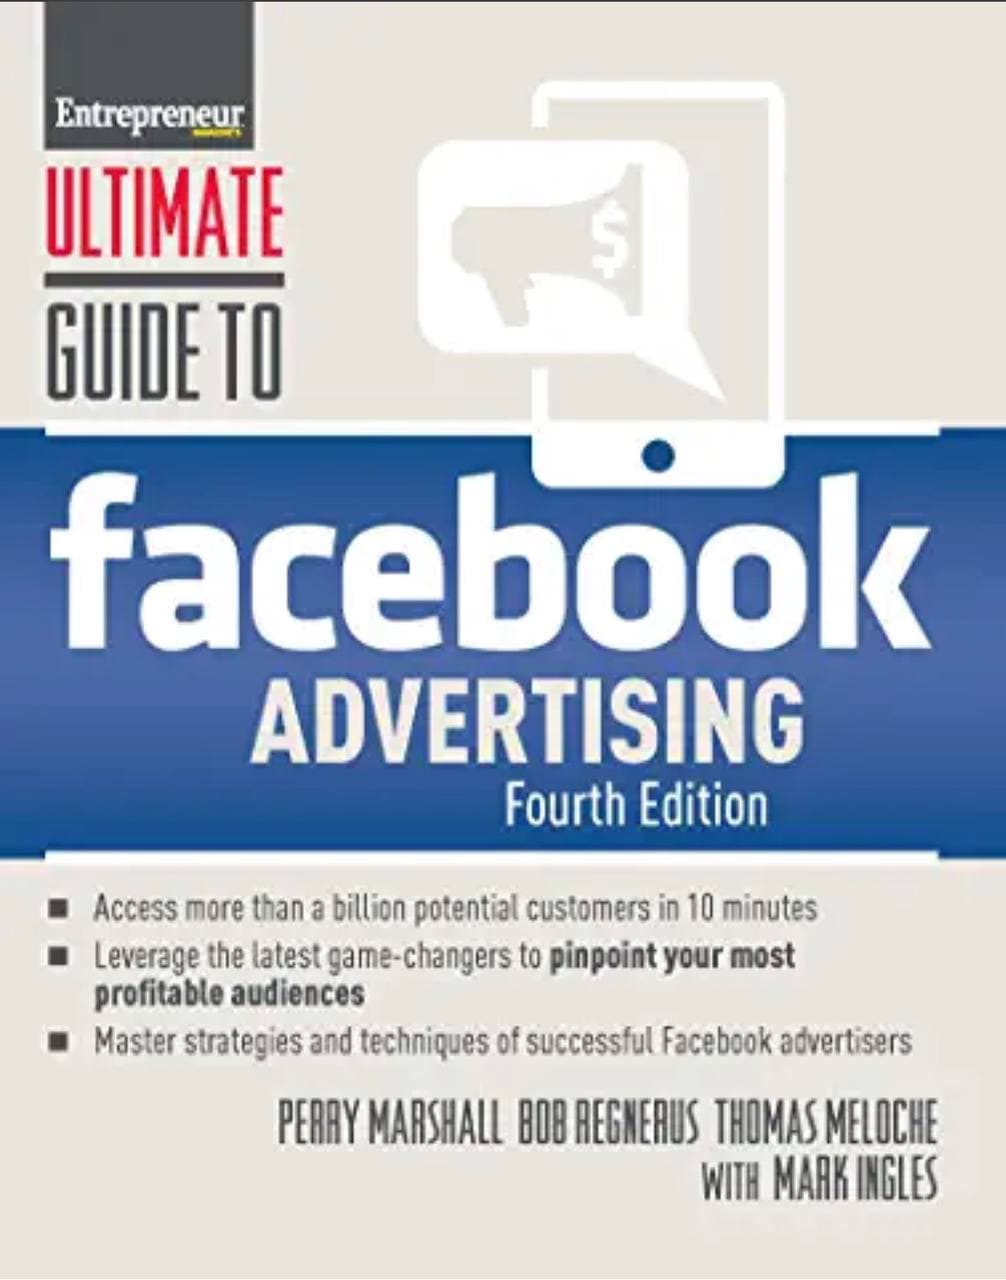 Entrepreneur
MAGAZINE'S
ULTIMATE
GUIDE TO
$
facebook
ADVERTISING
Fourth Edition
■ Access more than a billion potential customers in 10 minutes
■ Leverage the latest game-changers to pinpoint your most
profitable audiences
■ Master strategies and techniques of successful Facebook advertisers
PERRY MARSHALL BOB REGNERUS THOMAS MELOCHE
WITH MARK INGLES